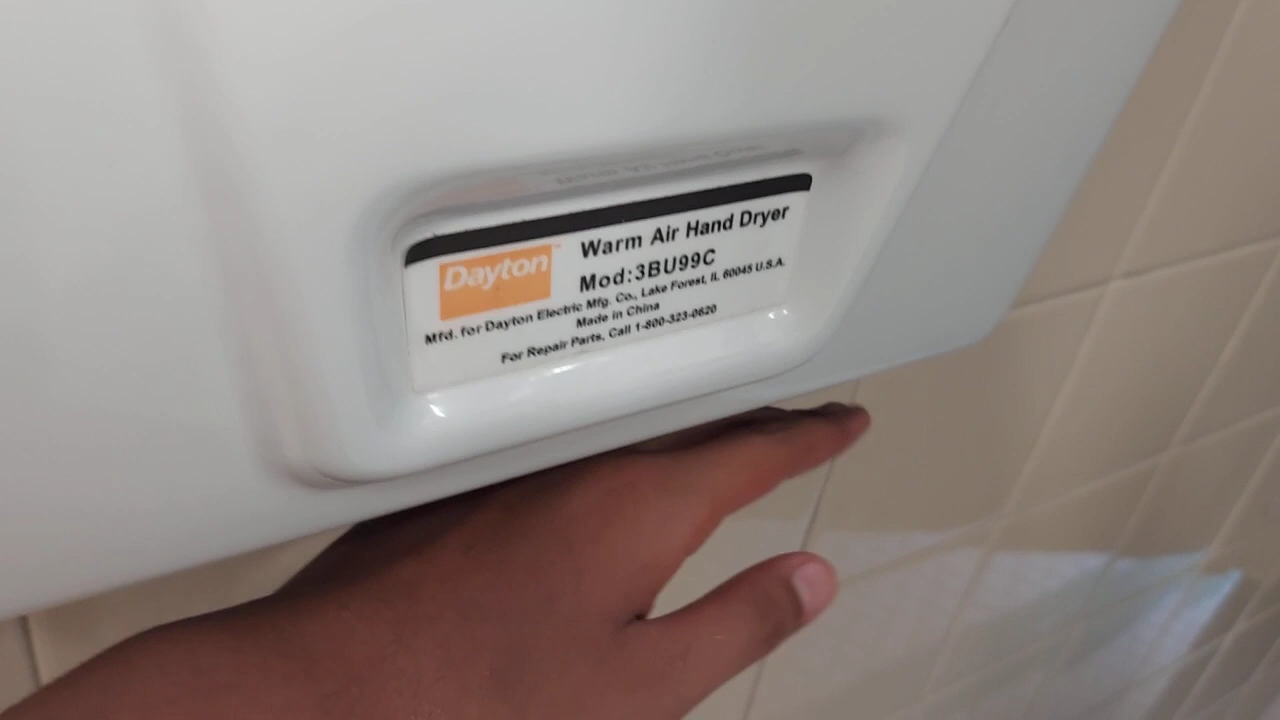 Dayton™
Warm Air Hand Dryer
Mod:3BU99C
Mfd. for Dayton Electric Mfg. Co., Lake Forest, IL 60045 U.S.A.
Made in China
For Repair Parts, Call 1-800-323-0620